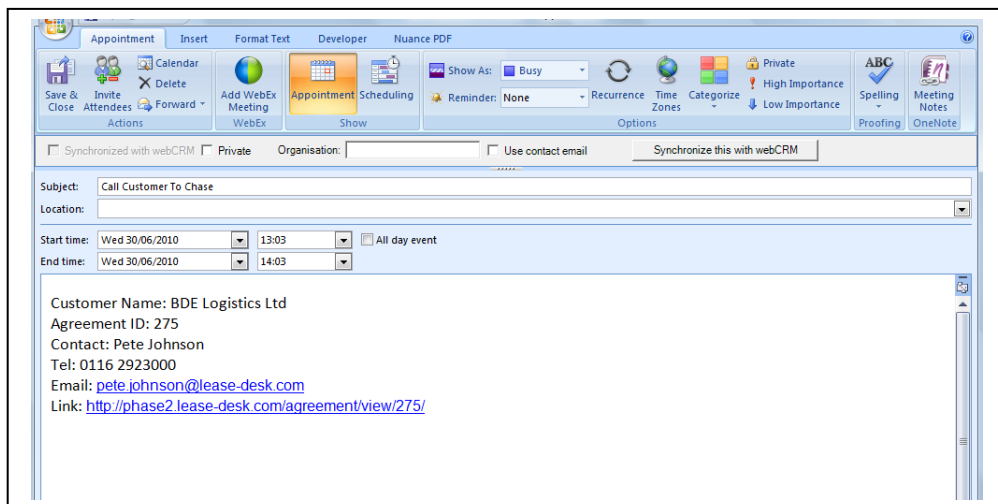 Appointment Insert Format Text Developer Nuance PDF
Save & Close
Invite Attendees
Calendar
Delete
Forward
Actions
Add WebEx Meeting
WebEx
Appointment
Scheduling
Show
Show As: Busy
Reminder: None
Recurrence
Time Zones
Categorize
Private
High Importance
Low Importance
Options
ABC
Spelling
Proofing
Meeting Notes
OneNote
Synchronized with webCRM Private Organisation: Use contact email Synchronize this with webCRM
Subject: Call Customer To Chase
Location:
Start time: Wed 30/06/2010 13:03 All day event
End time: Wed 30/06/2010 14:03
Customer Name: BDE Logistics Ltd
Agreement ID: 275
Contact: Pete Johnson
Tel: 0116 2923000
Email: pete.johnson@lease-desk.com
Link: http://phase2.lease-desk.com/agreement/view/275/